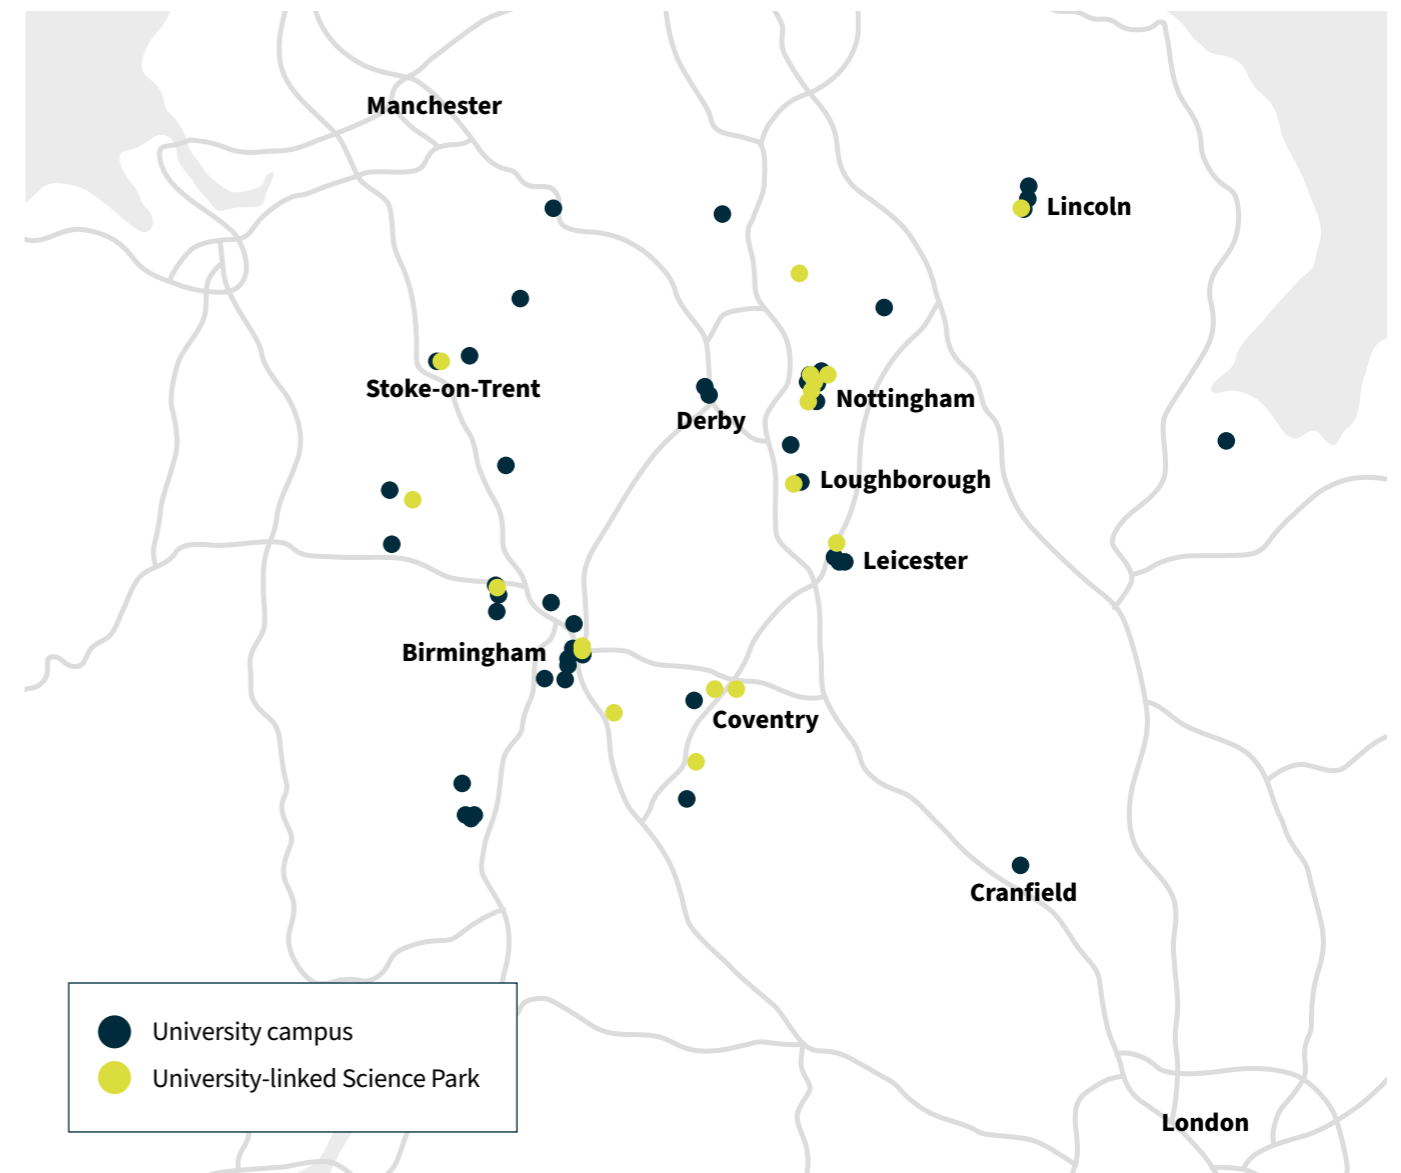 Manchester
Lincoln
Stoke-on-Trent
Derby
Nottingham
Loughborough
Leicester
Birmingham
Coventry
Cranfield
University campus
University-linked Science Park
London